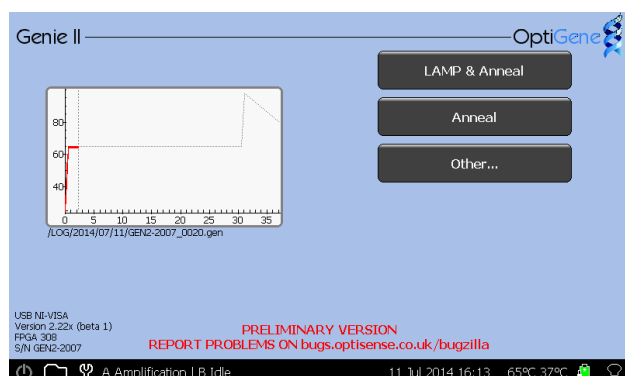 Genie II
OptiGene
LAMP & Anneal
Anneal
Other...
80
60
40
0 5 10 15 20 25 30 35
/LOG/2014/07/11/GEN2-2007_0020.gen
USB NI-VISA
Version 2.22x (beta 1)
FPGA 308
S/N GEN2-2007
PRELIMINARY VERSION
REPORT PROBLEMS ON bugs.optisense.co.uk/bugzilla
A Amplification | B Idle
11 Jul 2014 16:13 65°C 37°C